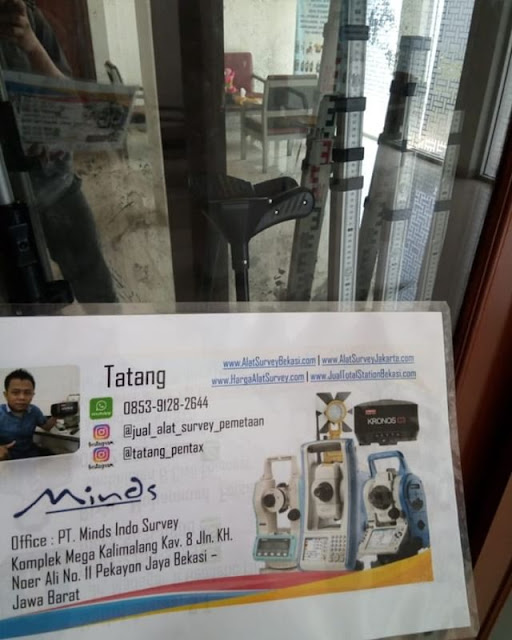 www.AlatSurveyBekasi.com | www.AlatSurveyJakarta.com
www.HargaAlatSurvey.com | www.JualTotalStationBekasi.com
Tatang
0853-9128-2644
@jual_alat_survey_pemetaan
Instagram
@tatang_pentax
Instagram
KRONOS
Minds
Office : PT. Minds Indo Survey
Komplek Mega Kalimalang Kav. 8 Jln. KH.
Noer Ali No. 11 Pekayon Jaya Bekasi –
Jawa Barat